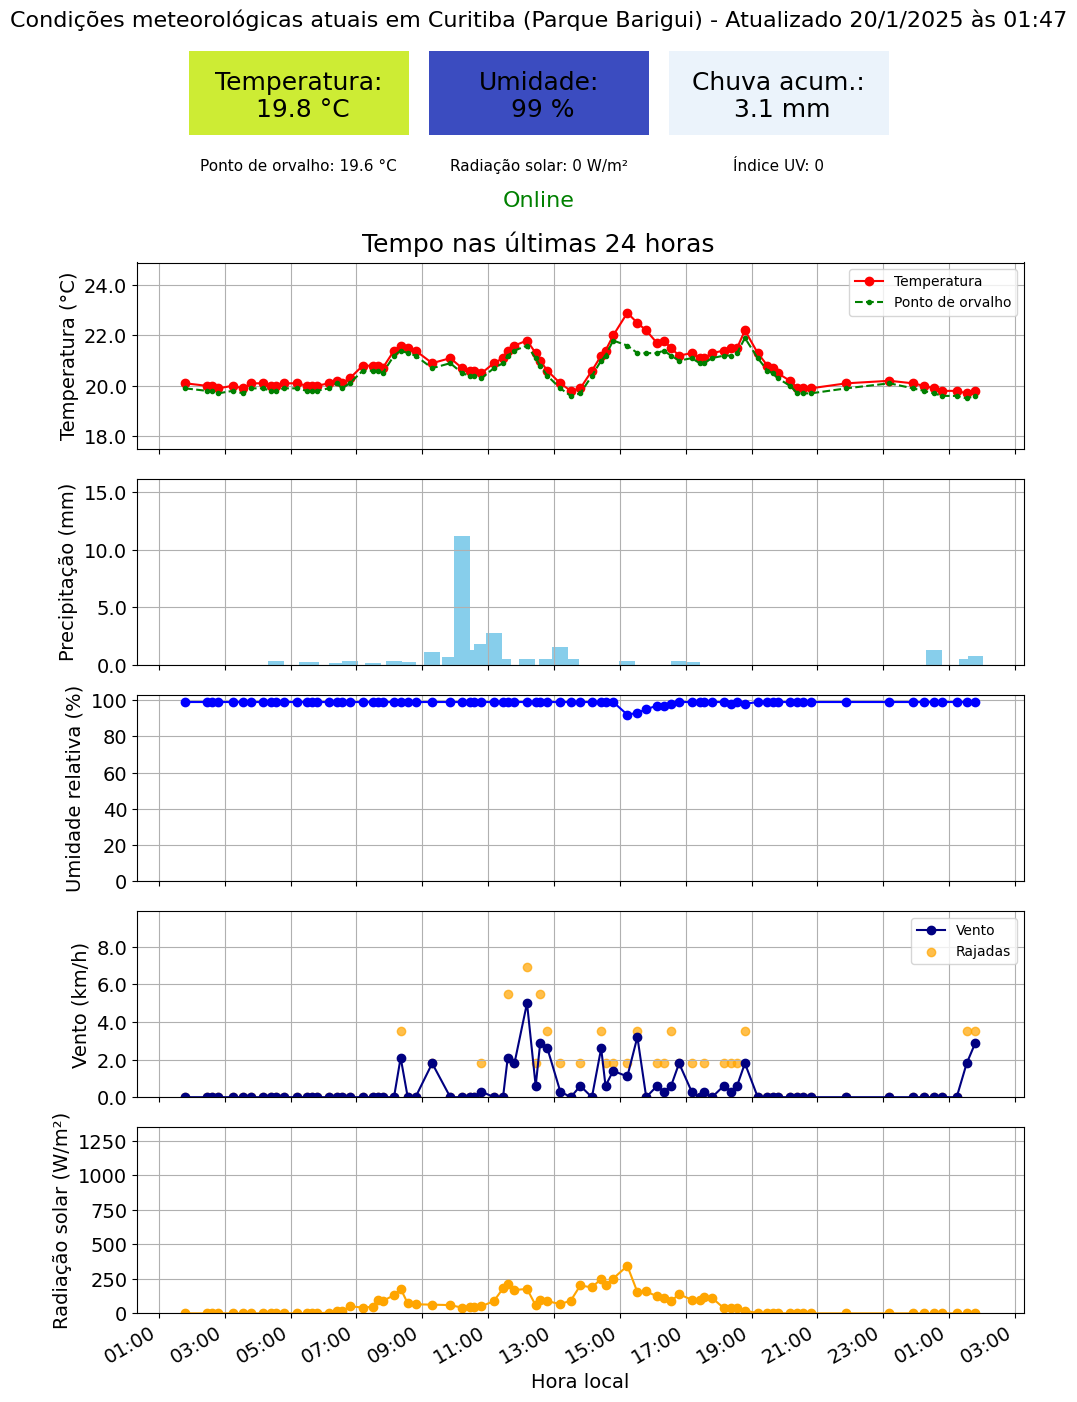 Condições meteorológicas atuais em Curitiba (Parque Barigui) - Atualizado 20/1/2025 às 01:47
Temperatura:
19.8 °C
Umidade:
99 %
Chuva acum.:
3.1 mm
Ponto de orvalho: 19.6 °C
Radiação solar: 0 W/m²
Índice UV: 0
Online
Tempo nas últimas 24 horas
Temperatura (°C)
24.0
22.0
20.0
18.0
Temperatura
Ponto de orvalho
Precipitação (mm)
15.0
10.0
5.0
0.0
Umidade relativa (%)
100
80
60
40
20
0
Vento (km/h)
8.0
6.0
4.0
2.0
0.0
Vento
Rajadas
Radiação solar (W/m²)
1250
1000
750
500
250
0
01:00
03:00
05:00
07:00
09:00
11:00
13:00
15:00
17:00
19:00
21:00
23:00
01:00
03:00
Hora local